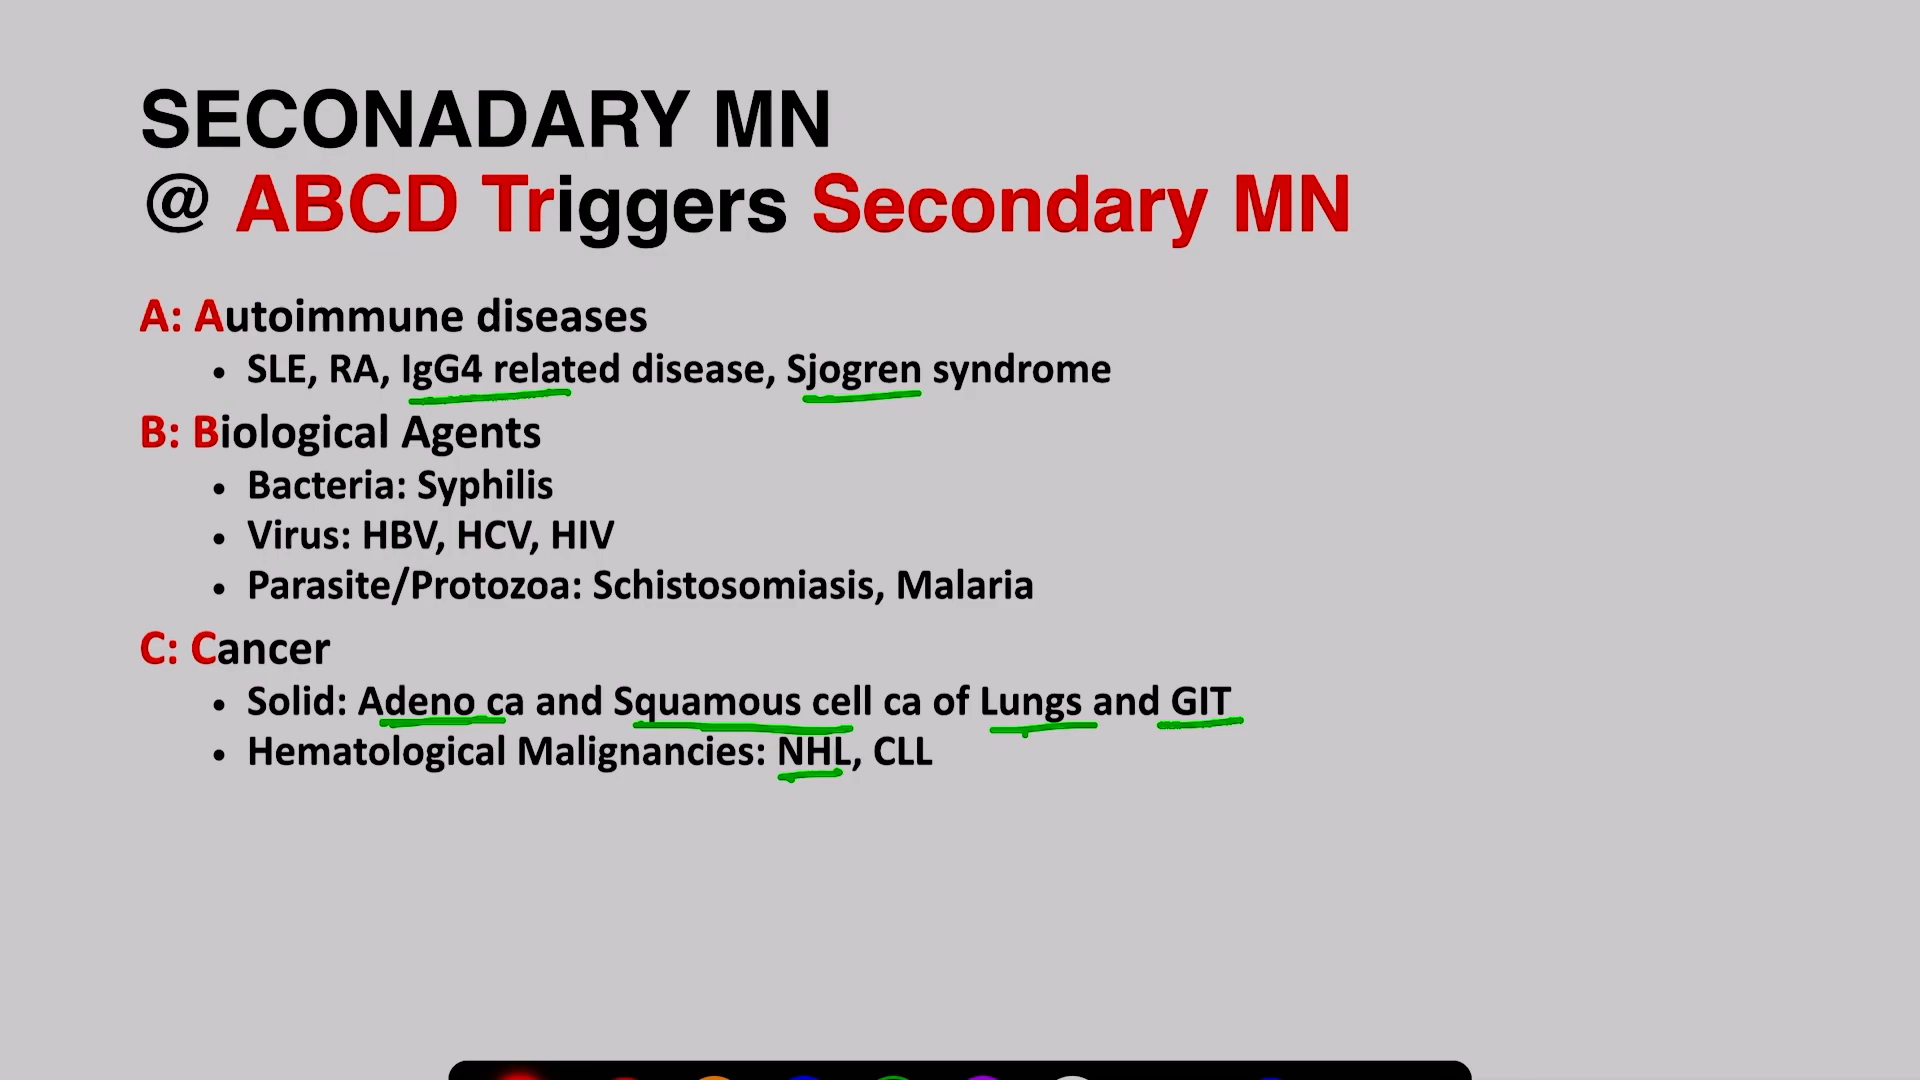 SECONADARY MN
@ ABCD Triggers Secondary MN
A: Autoimmune diseases
• SLE, RA, IgG4 related disease, Sjogren syndrome
B: Biological Agents
• Bacteria: Syphilis
• Virus: HBV, HCV, HIV
• Parasite/Protozoa: Schistosomiasis, Malaria
C: Cancer
• Solid: Adeno ca and Squamous cell ca of Lungs and GIT
• Hematological Malignancies: NHL, CLL